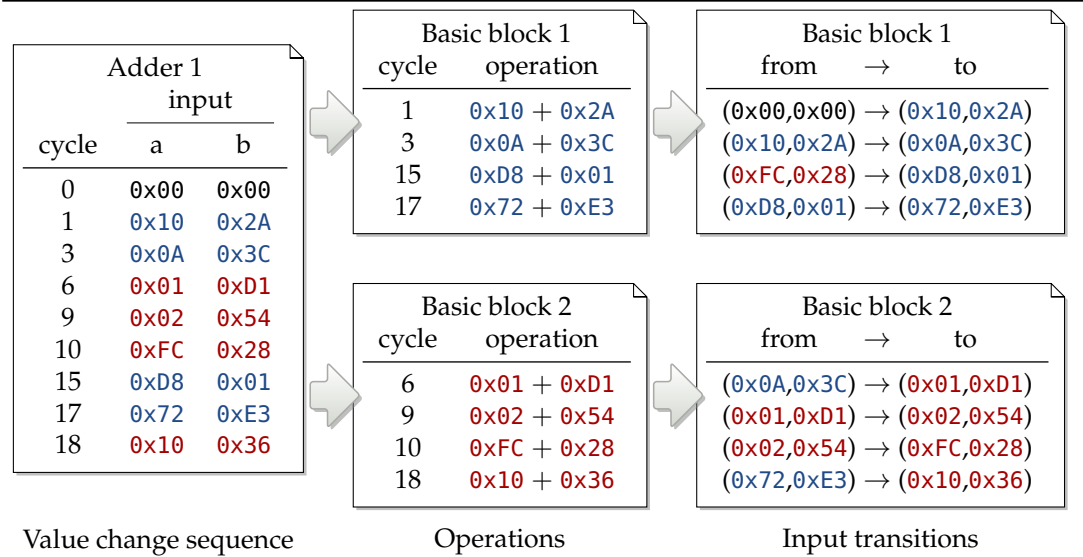 Adder 1
input
cycle a b
0 0x00 0x00
1 0x10 0x2A
3 0x0A 0x3C
6 0x01 0xD1
9 0x02 0x54
10 0xFC 0x28
15 0xD8 0x01
17 0x72 0xE3
18 0x10 0x36
Value change sequence
Basic block 1
cycle operation
1 0x10 + 0x2A
3 0x0A + 0x3C
15 0xD8 + 0x01
17 0x72 + 0xE3
Basic block 2
cycle operation
6 0x01 + 0xD1
9 0x02 + 0x54
10 0xFC + 0x28
18 0x10 + 0x36
Operations
Basic block 1
from → to
(0x00,0x00) → (0x10,0x2A)
(0x10,0x2A) → (0x0A,0x3C)
(0xFC,0x28) → (0xD8,0x01)
(0xD8,0x01) → (0x72,0xE3)
Basic block 2
from → to
(0x0A,0x3C) → (0x01,0xD1)
(0x01,0xD1) → (0x02,0x54)
(0x02,0x54) → (0xFC,0x28)
(0x72,0xE3) → (0x10,0x36)
Input transitions